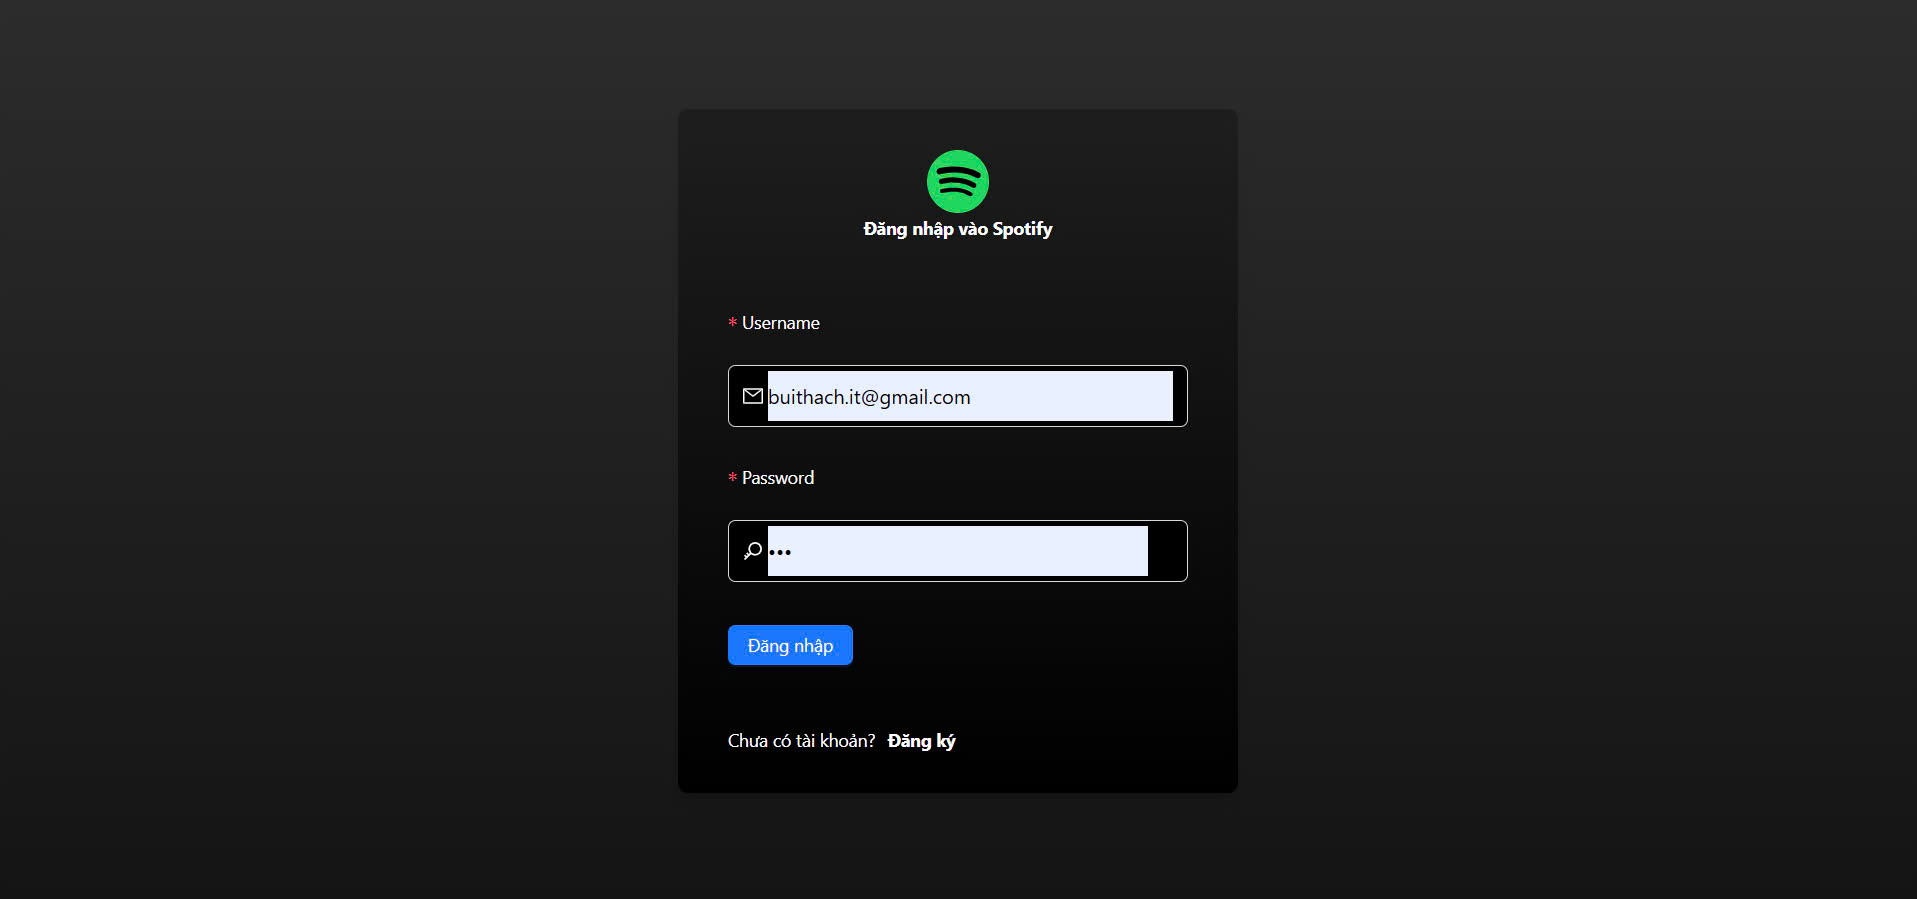 Đăng nhập vào Spotify
* Username
buithach.it@gmail.com
* Password
•••
Đăng nhập
Chưa có tài khoản? Đăng ký